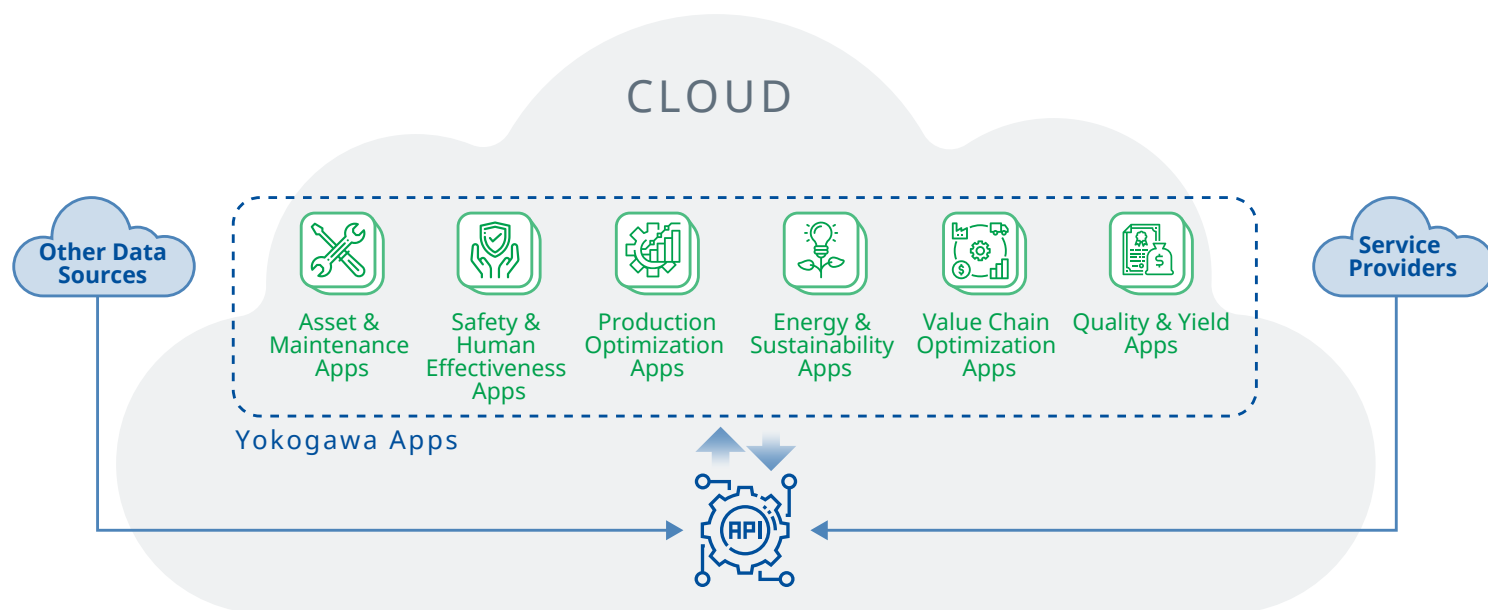 CLOUD
Other Data
Sources
Service
Providers
Asset &
Maintenance
Apps
Safety &
Human
Effectiveness
Apps
Production
Optimization
Apps
Energy &
Sustainability
Apps
Value Chain
Optimization
Apps
Quality & Yield
Apps
Yokogawa Apps
API